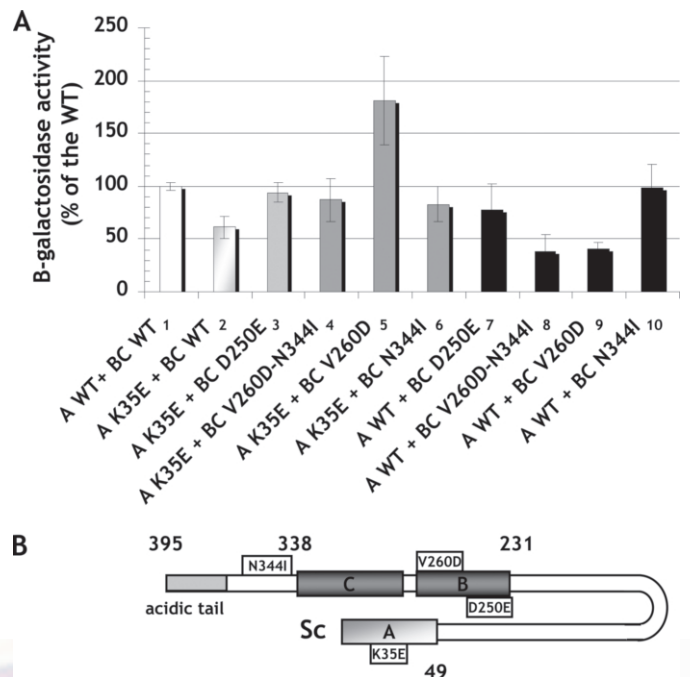 A
B-galactosidase activity
(% of the WT)
250
200
150
100
50
0
A WT+ BC WT 1
A K35E + BC WT 2
A K35E + BC D250E 3
A K35E + BC V260D-N344I 4
A K35E + BC V260D 5
A K35E + BC N344I 6
A WT + BC D250E 7
A WT + BC V260D-N344I 8
A WT + BC V260D 9
A WT + BC N344I 10
B
395 338 231
N344I V260D
C B
acidic tail D250E
Sc A
K35E
49